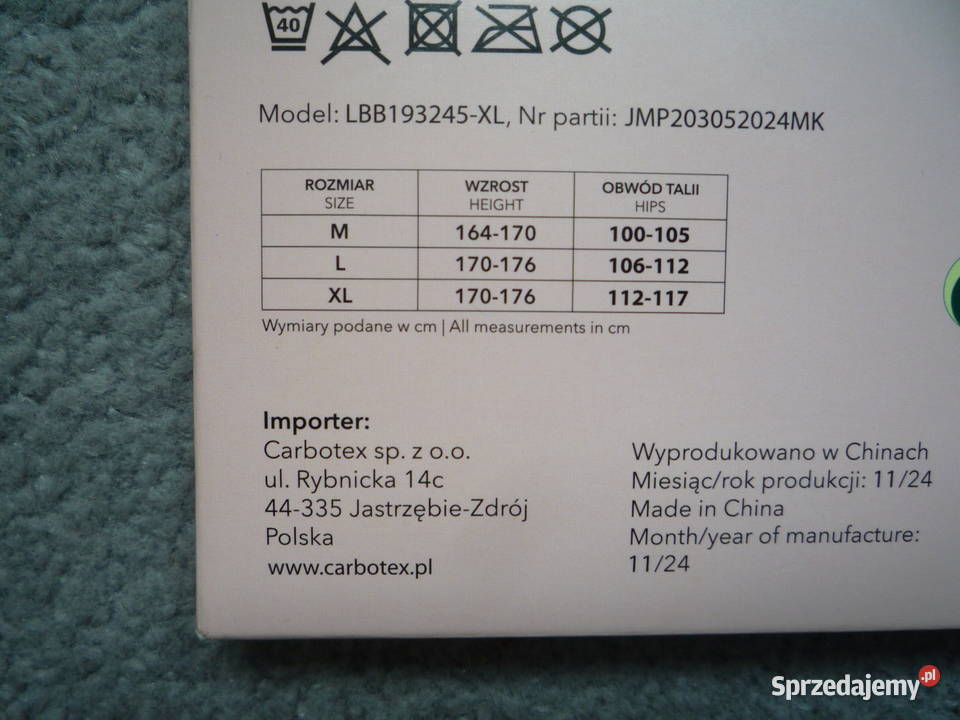 40
Model: LBB193245-XL, Nr partii: JMP203052024MK
ROZMIAR WZROST OBWÓD TALII
SIZE HEIGHT HIPS
M 164-170 100-105
L 170-176 106-112
XL 170-176 112-117
Wymiary podane w cm | All measurements in cm
Importer:
Carbotex sp. z o.o.
ul. Rybnicka 14c
44-335 Jastrzębie-Zdrój
Polska
www.carbotex.pl
Wyprodukowano w Chinach
Miesiąc/rok produkcji: 11/24
Made in China
Month/year of manufacture:
11/24
Sprzedajemy.pl